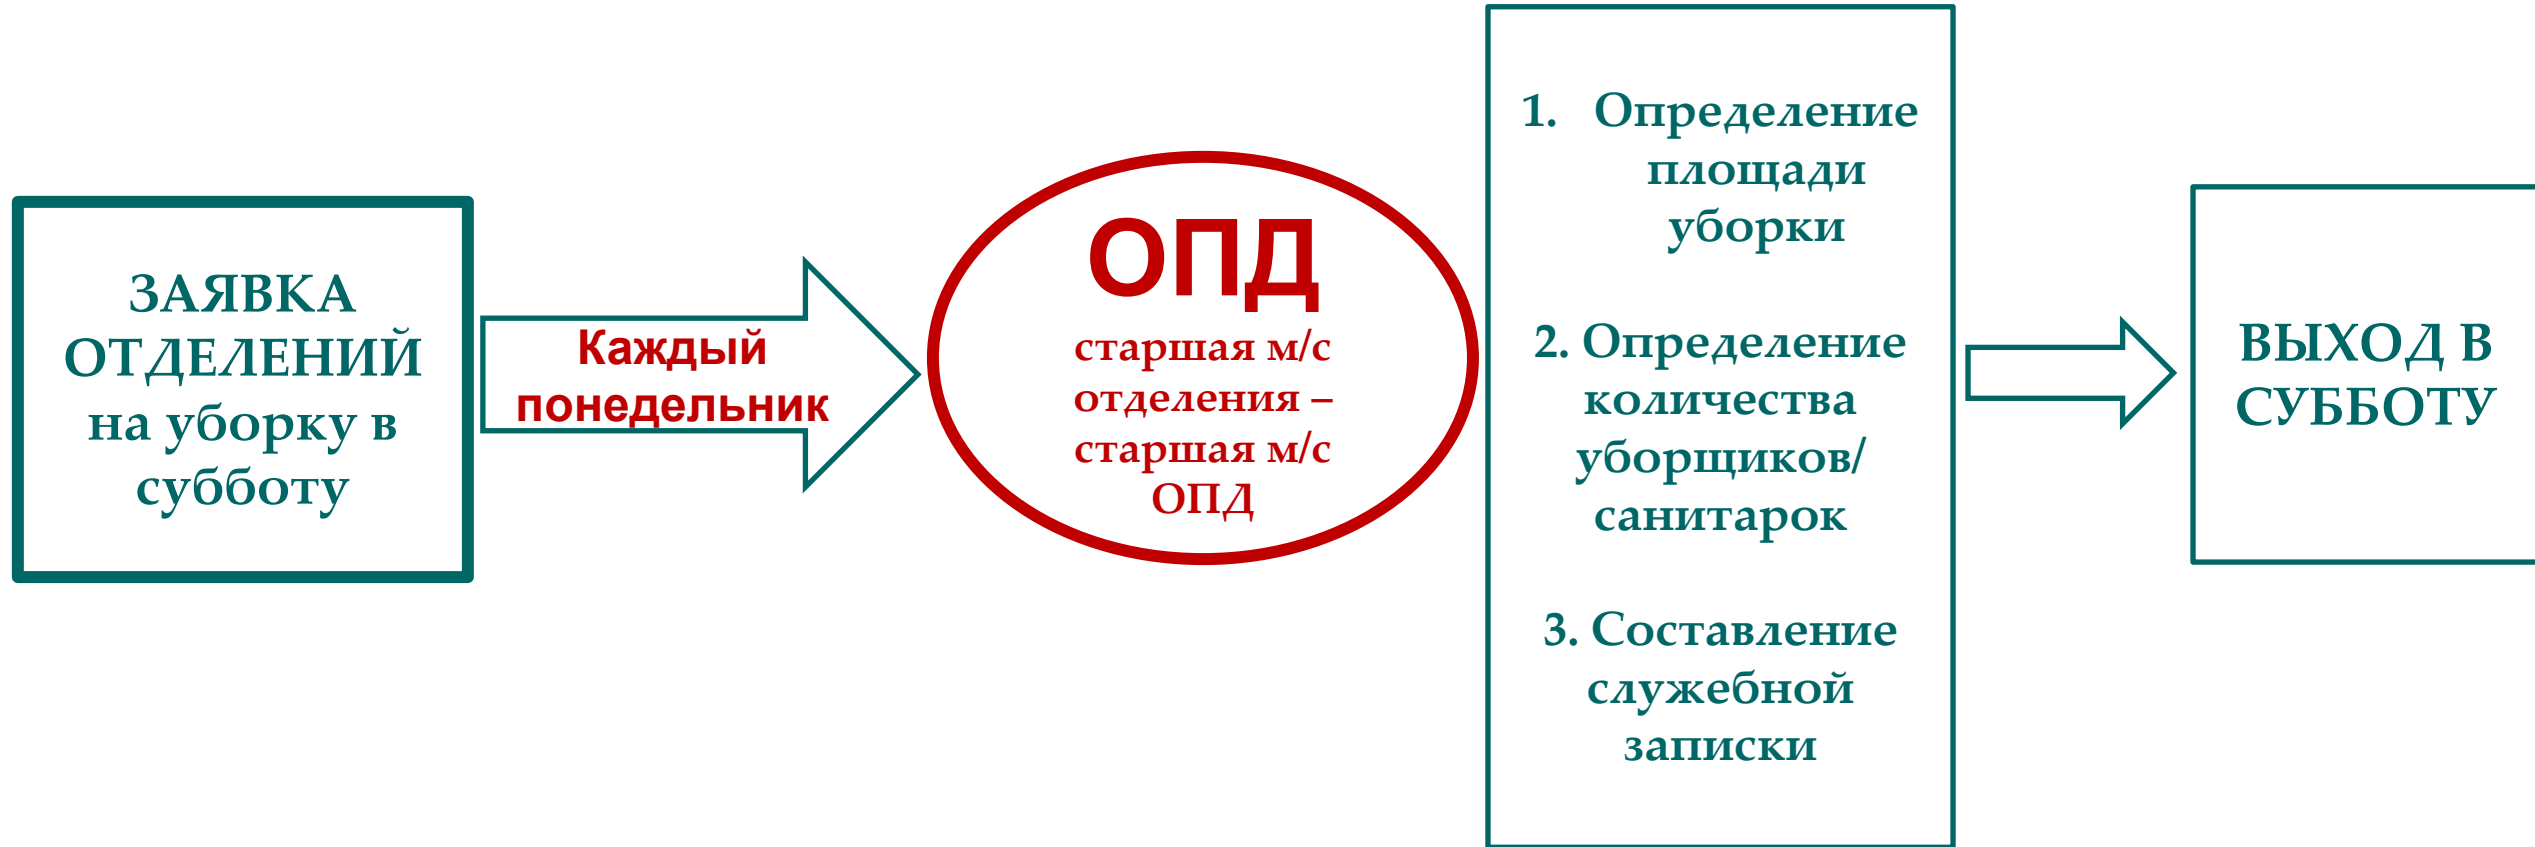 ЗАЯВКА
ОТДЕЛЕНИЙ
на уборку в
субботу
Каждый
понедельник
ОПД
старшая м/с
отделения –
старшая м/с
ОПД
1. Определение
площади
уборки
2. Определение
количества
уборщиков/
санитарок
3. Составление
служебной
записки
ВЫХОД В
СУББОТУ